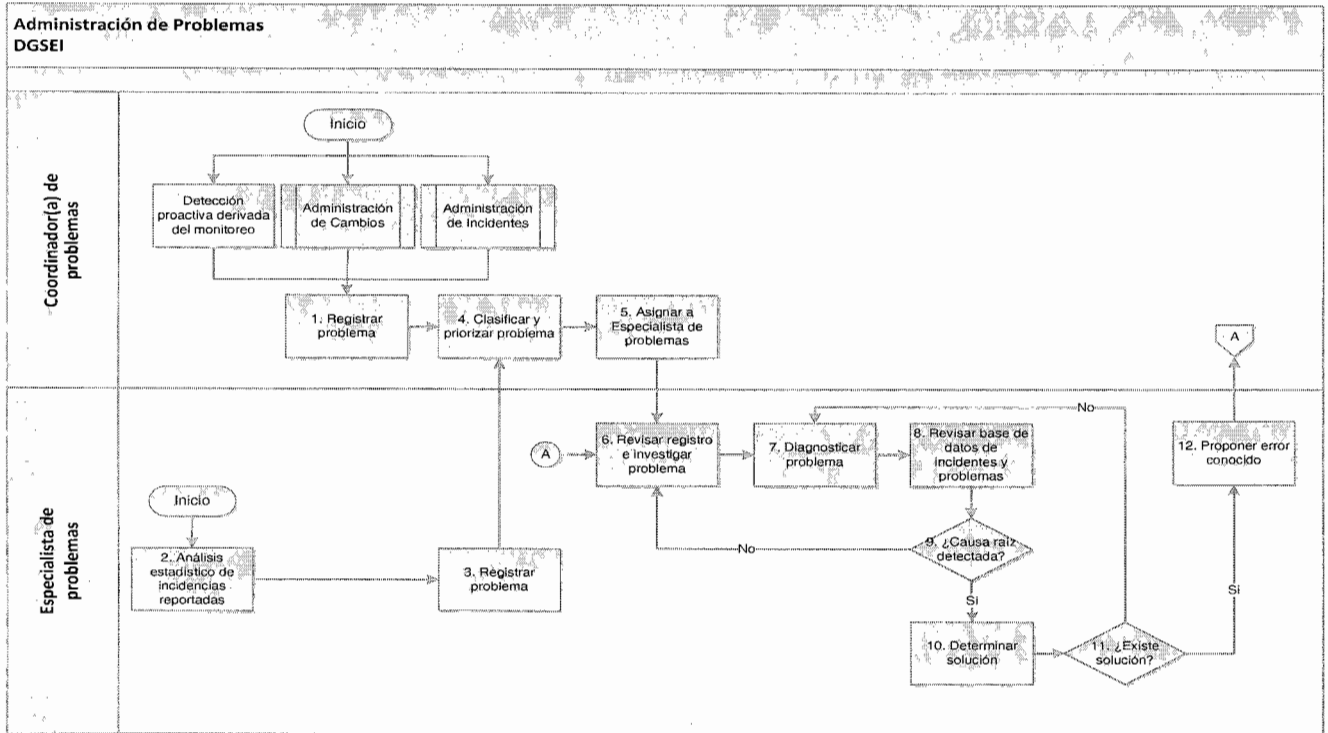 Administración de Problemas
DGSEI
Coordinador(a) de
problemas
Inicio
Detección
proactiva derivada
del monitoreo
Administración
de Cambios
Administración
de Incidentes
1. Registrar
problema
4. Clasificar y
priorizar problema
5. Asignar a
Especialista de
problemas
A
Especialista de
problemas
No
A
6. Revisar registro
e investigar
problema
7. Diagnosticar
problema
8. Revisar base de
datos de
incidentes y
problemas
12. Proponer error
conocido
Inicio
2. Análisis
estadístico de
incidencias
reportadas
3. Registrar
problema
No
9. ¿Causa raíz
detectada?
Si
Si
10. Determinar
solución
11. ¿Existe
solución?